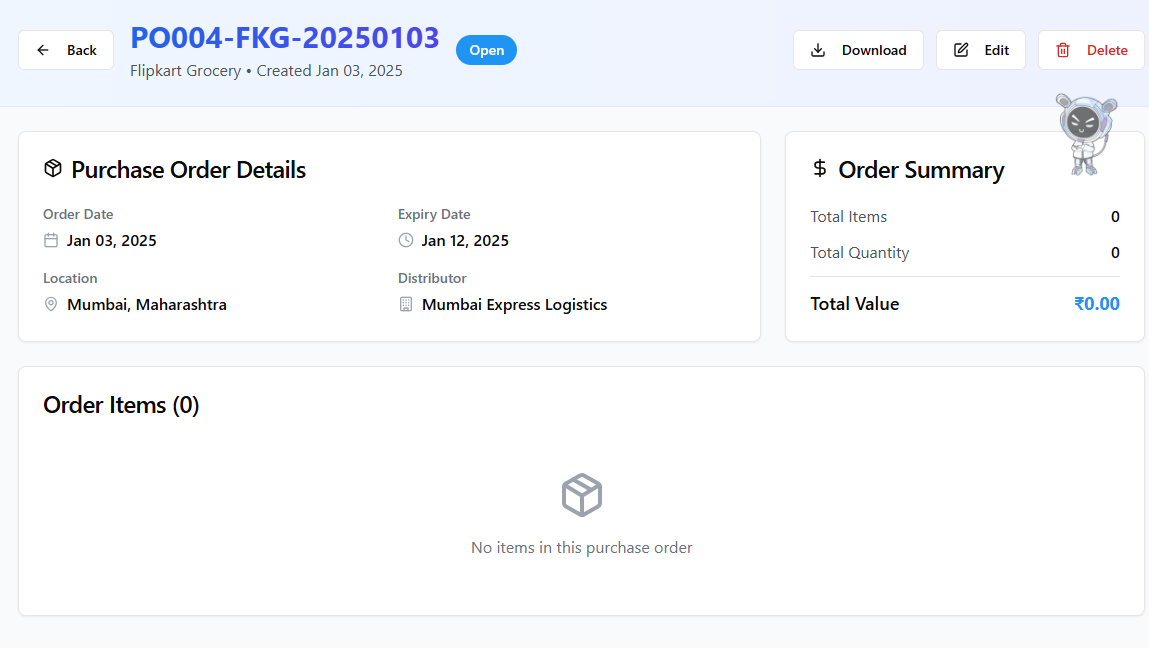 Back
PO004-FKG-20250103
Open
Flipkart Grocery • Created Jan 03, 2025
Download
Edit
Delete
Purchase Order Details
Order Date
Jan 03, 2025
Expiry Date
Jan 12, 2025
Location
Mumbai, Maharashtra
Distributor
Mumbai Express Logistics
$ Order Summary
Total Items 0
Total Quantity 0
Total Value ₹0.00
Order Items (0)
No items in this purchase order